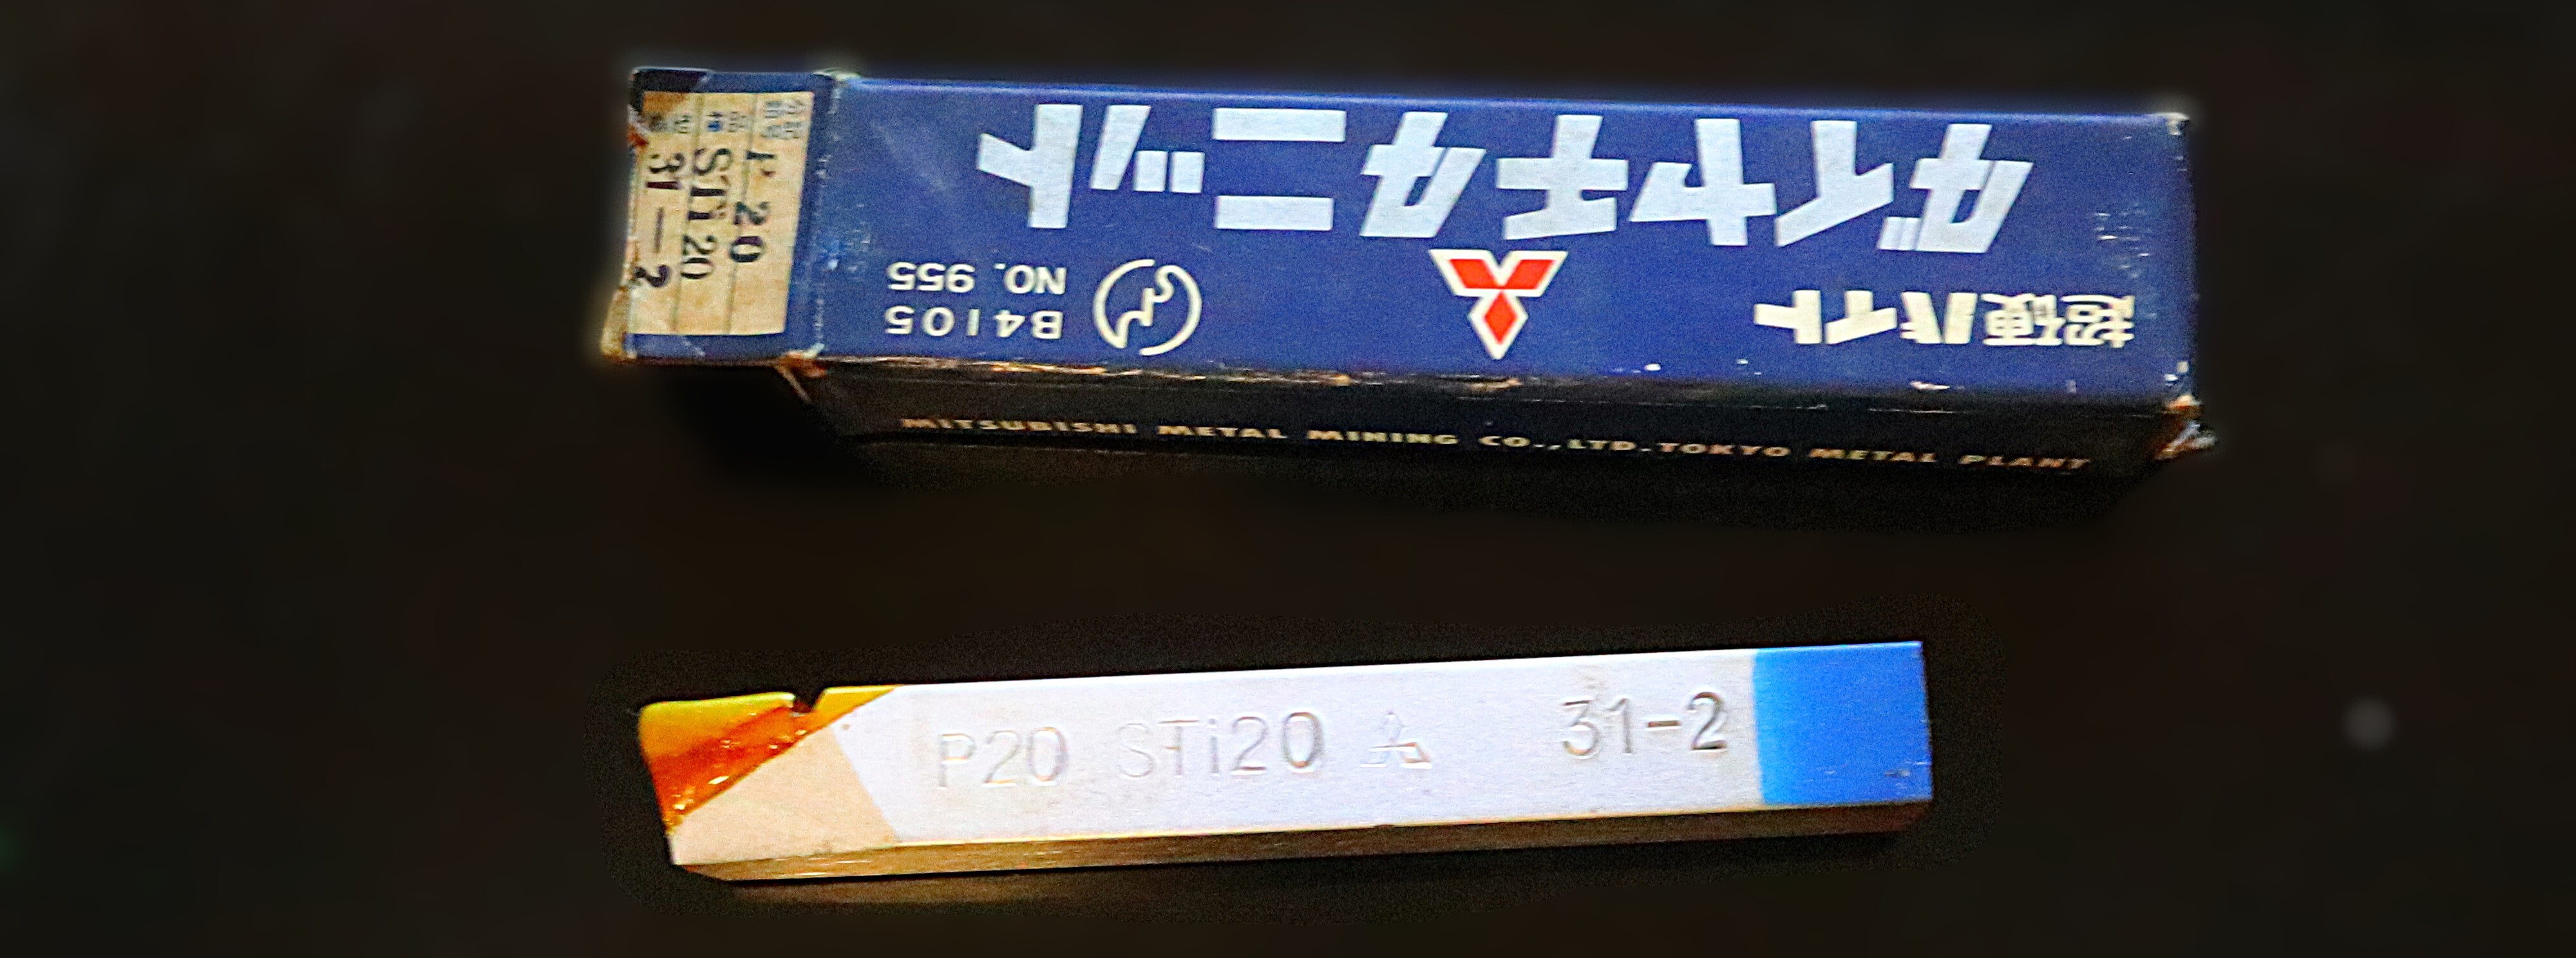 超硬バイト
B4105
NO. 955
ダイヤチタニット
P 20
STi 20
31-2
MITSUBISHI METAL MINING CO.,LTD.TOKYO METAL PLANT
P20 STi20 31-2